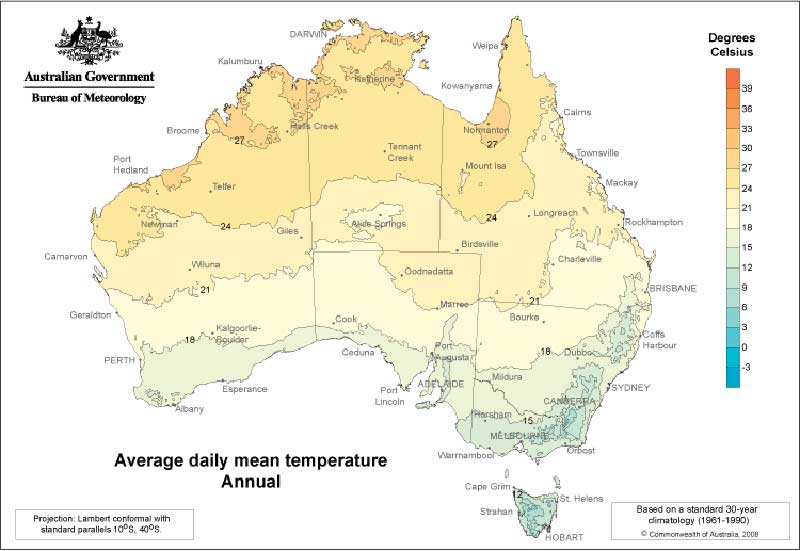 Australian Government
Bureau of Meteorology
Degrees
Celsius
39
36
33
30
27
24
21
18
15
12
9
6
3
0
-3
DARWIN
Weipa
Kalumburu
Katherine
Kowanyama
Cairns
Broome
Halls Creek
27
Normanton
27
Tennant
Creek
Townsville
Port
Hedland
Mount Isa
Mackay
Telfer
Newman
24
24
Longreach
Rockhampton
Giles
Alice Springs
Birdsville
Carnarvon
Wiluna
Oodnadatta
Charleville
21
21
BRISBANE
Geraldton
Marree
Bourke
Cook
Kalgoorlie-
Boulder
18
18
Coffs
Harbour
PERTH
Ceduna
Port
Augusta
Dubbo
Esperance
Albany
Port
Lincoln
ADELAIDE
Mildura
SYDNEY
CANBERRA
Horsham
15
MELBOURNE
Warrnambool
Orbost
Average daily mean temperature
Annual
Cape Grim
12
St. Helens
Strahan
HOBART
Projection: Lambert conformal with
standard parallels 10°S, 40°S.
Based on a standard 30-year
climatology (1961-1990)
© Commonwealth of Australia, 2008